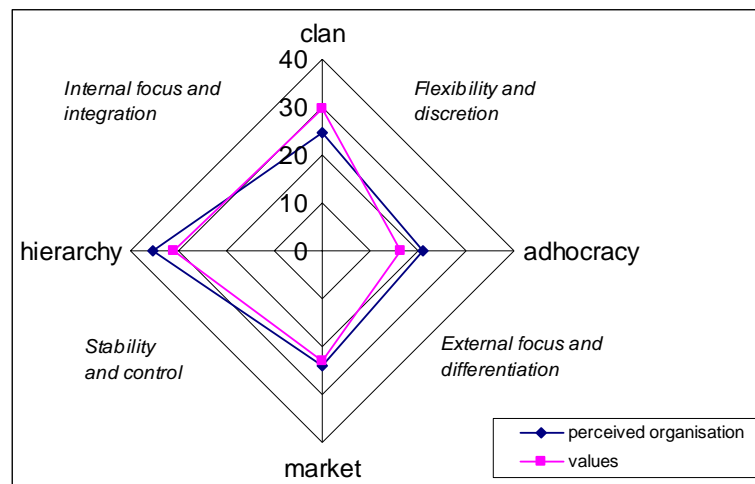 clan
40
Internal focus and
integration
Flexibility and
discretion
30
20
10
hierarchy
0
adhocracy
Stability
and control
External focus and
differentiation
market
perceived organisation
values